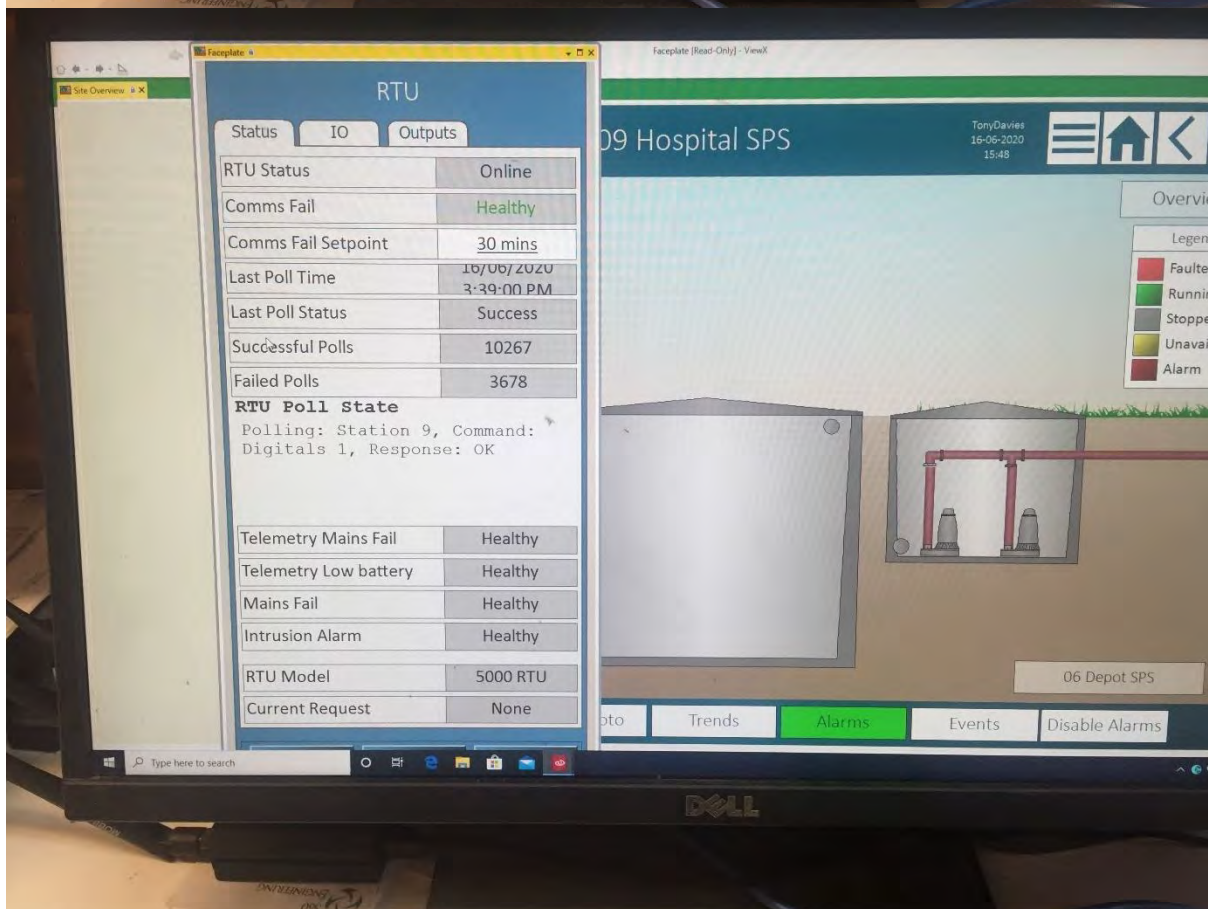 Faceplate
Faceplate [Read-Only] - ViewX
Site Overview
RTU
Status IO Outputs
RTU Status Online
Comms Fail Healthy
Comms Fail Setpoint 30 mins
Last Poll Time 16/06/2020 3:39:00 PM
Last Poll Status Success
Successful Polls 10267
Failed Polls 3678
RTU Poll State
Polling: Station 9, Command:
Digitals 1, Response: OK
Telemetry Mains Fail Healthy
Telemetry Low battery Healthy
Mains Fail Healthy
Intrusion Alarm Healthy
RTU Model 5000 RTU
Current Request None
09 Hospital SPS
TonyDavies
16-06-2020
15:48
Overvi
Legen
Faulte
Runnin
Stoppe
Unavai
Alarm
06 Depot SPS
oto Trends Alarms Events Disable Alarms
Type here to search
DELL
ENGINEERING